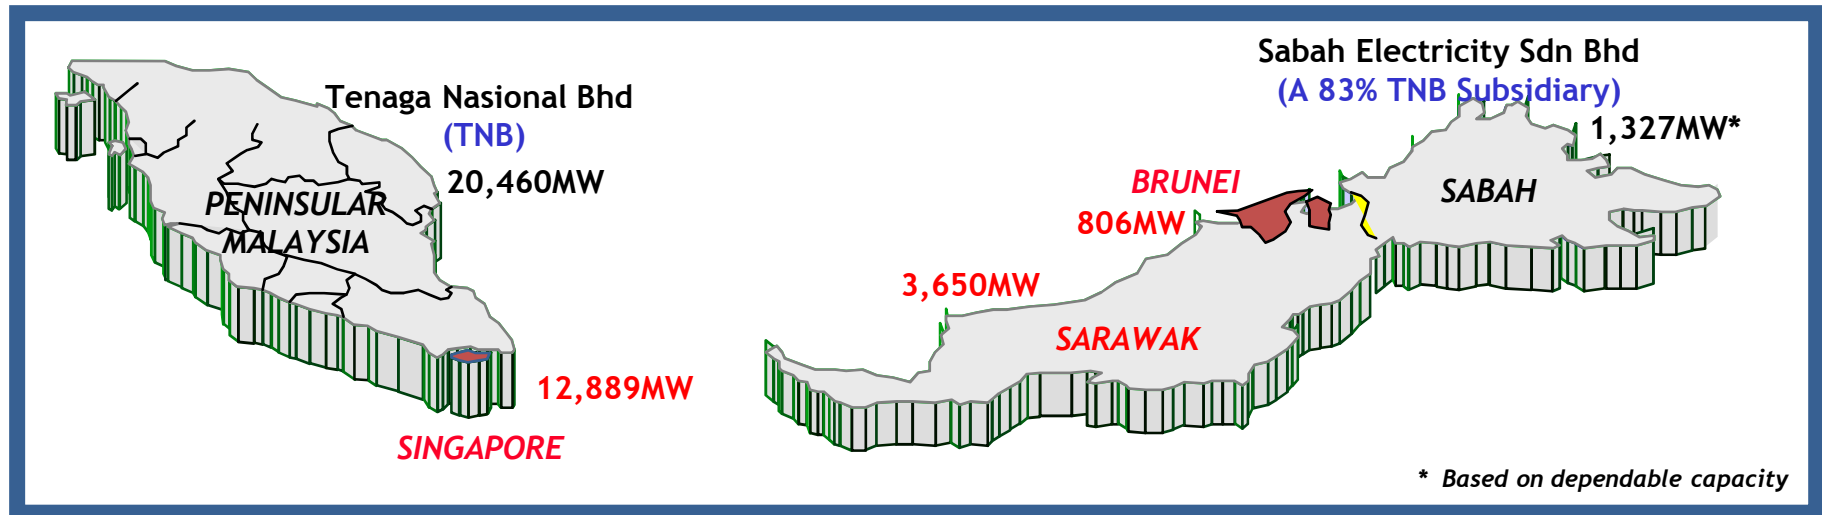 Tenaga Nasional Bhd
(TNB)
20,460MW
PENINSULAR
MALAYSIA
12,889MW
SINGAPORE
Sabah Electricity Sdn Bhd
(A 83% TNB Subsidiary)
1,327MW*
SABAH
BRUNEI
806MW
3,650MW
SARAWAK
* Based on dependable capacity